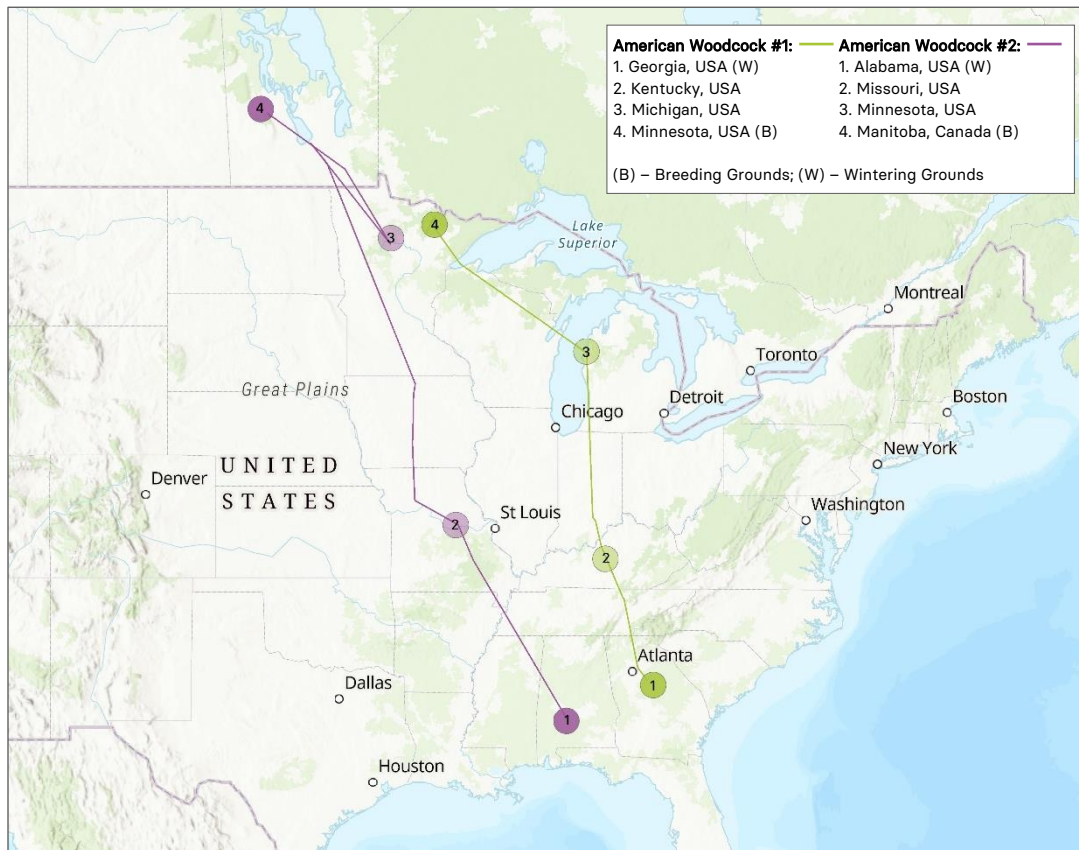 American Woodcock #1:
1. Georgia, USA (W)
2. Kentucky, USA
3. Michigan, USA
4. Minnesota, USA (B)
American Woodcock #2:
1. Alabama, USA (W)
2. Missouri, USA
3. Minnesota, USA
4. Manitoba, Canada (B)
(B) – Breeding Grounds; (W) – Wintering Grounds
4
4
3
Lake
Superior
Montreal
3
Toronto
Great Plains
Detroit
Boston
Chicago
New York
UNITED
STATES
Denver
2
St Louis
Washington
2
Atlanta
1
Dallas
1
Houston